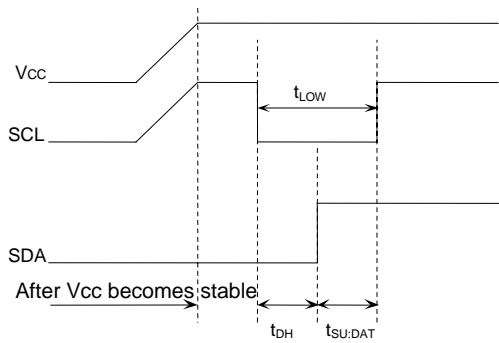 VCC
tLOW
SCL
SDA
After Vcc becomes stable
tDH
tSU;DAT